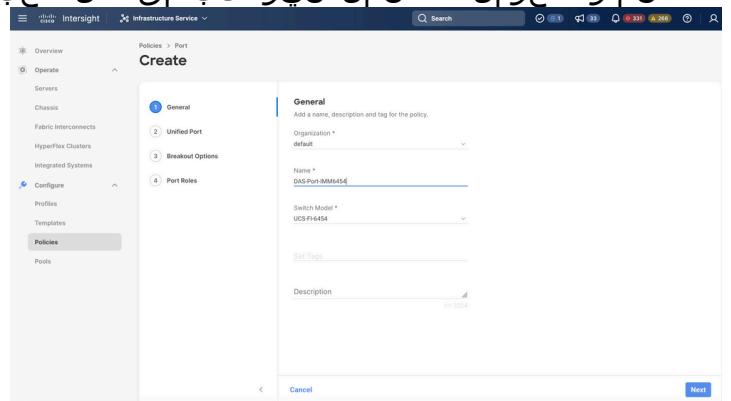 cisco Intersight Infrastructure Service Search 1 33 331 266
Policies > Port
Create
Overview
Operate
Servers
Chassis
Fabric Interconnects
HyperFlex Clusters
Integrated Systems
Configure
Profiles
Templates
Policies
Pools
1 General
2 Unified Port
3 Breakout Options
4 Port Roles
General
Add a name, description and tag for the policy.
Organization *
default
Name *
DAS-Port-IMM6454
Switch Model *
UCS-FI-6454
Set Tags
Description
Cancel
Next